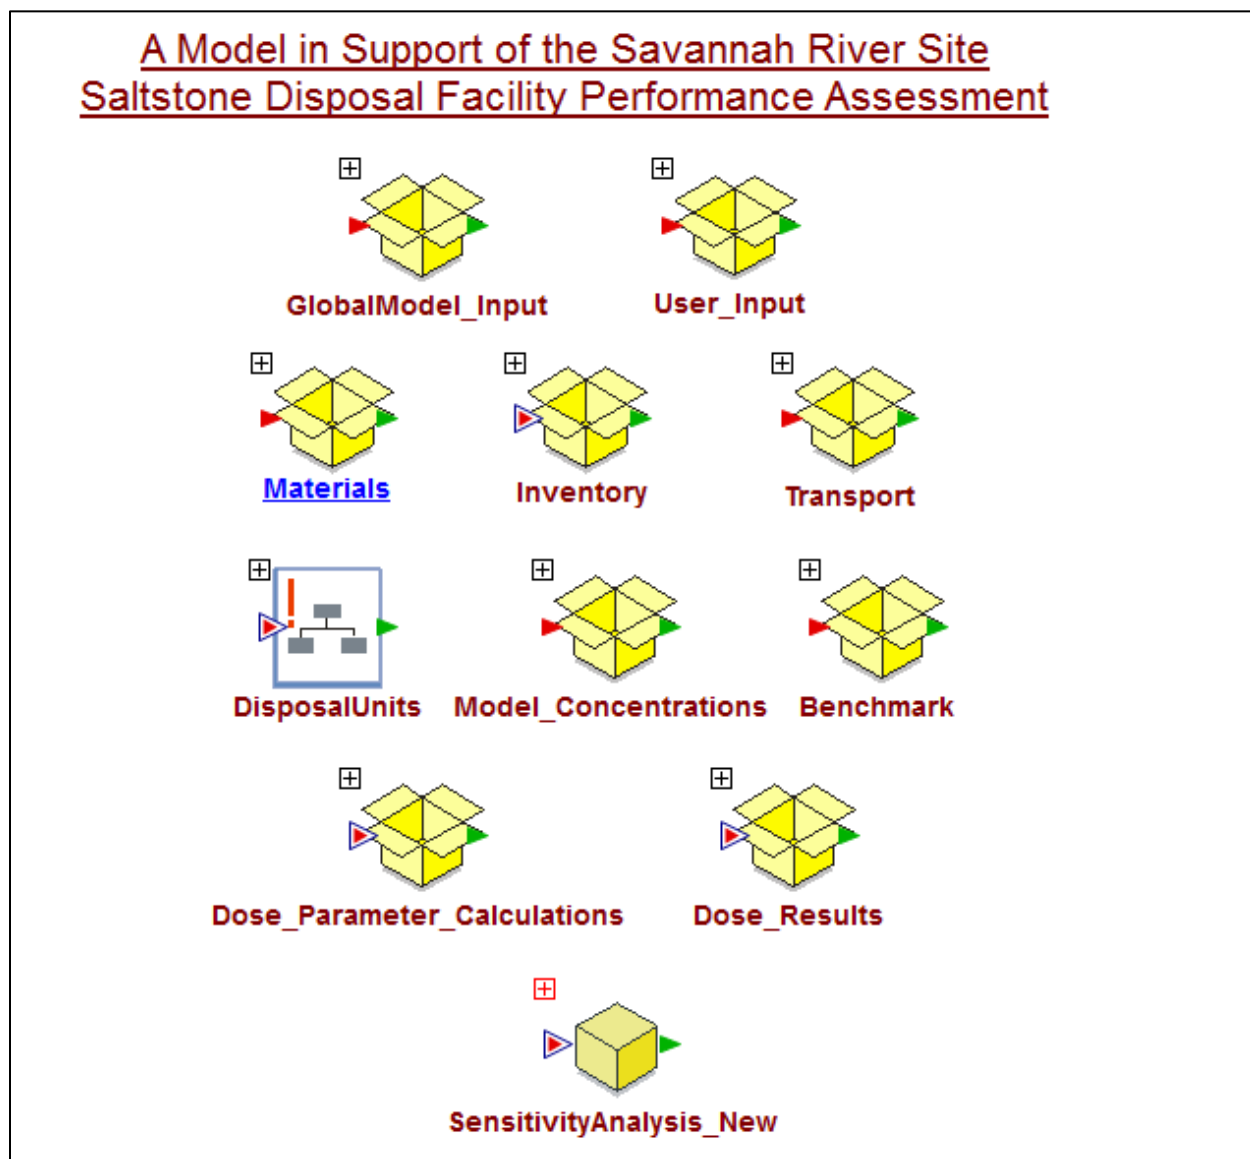 A Model in Support of the Savannah River Site
Saltstone Disposal Facility Performance Assessment
GlobalModel_Input
User_Input
Materials
Inventory
Transport
DisposalUnits
Model_Concentrations
Benchmark
Dose_Parameter_Calculations
Dose_Results
SensitivityAnalysis_New